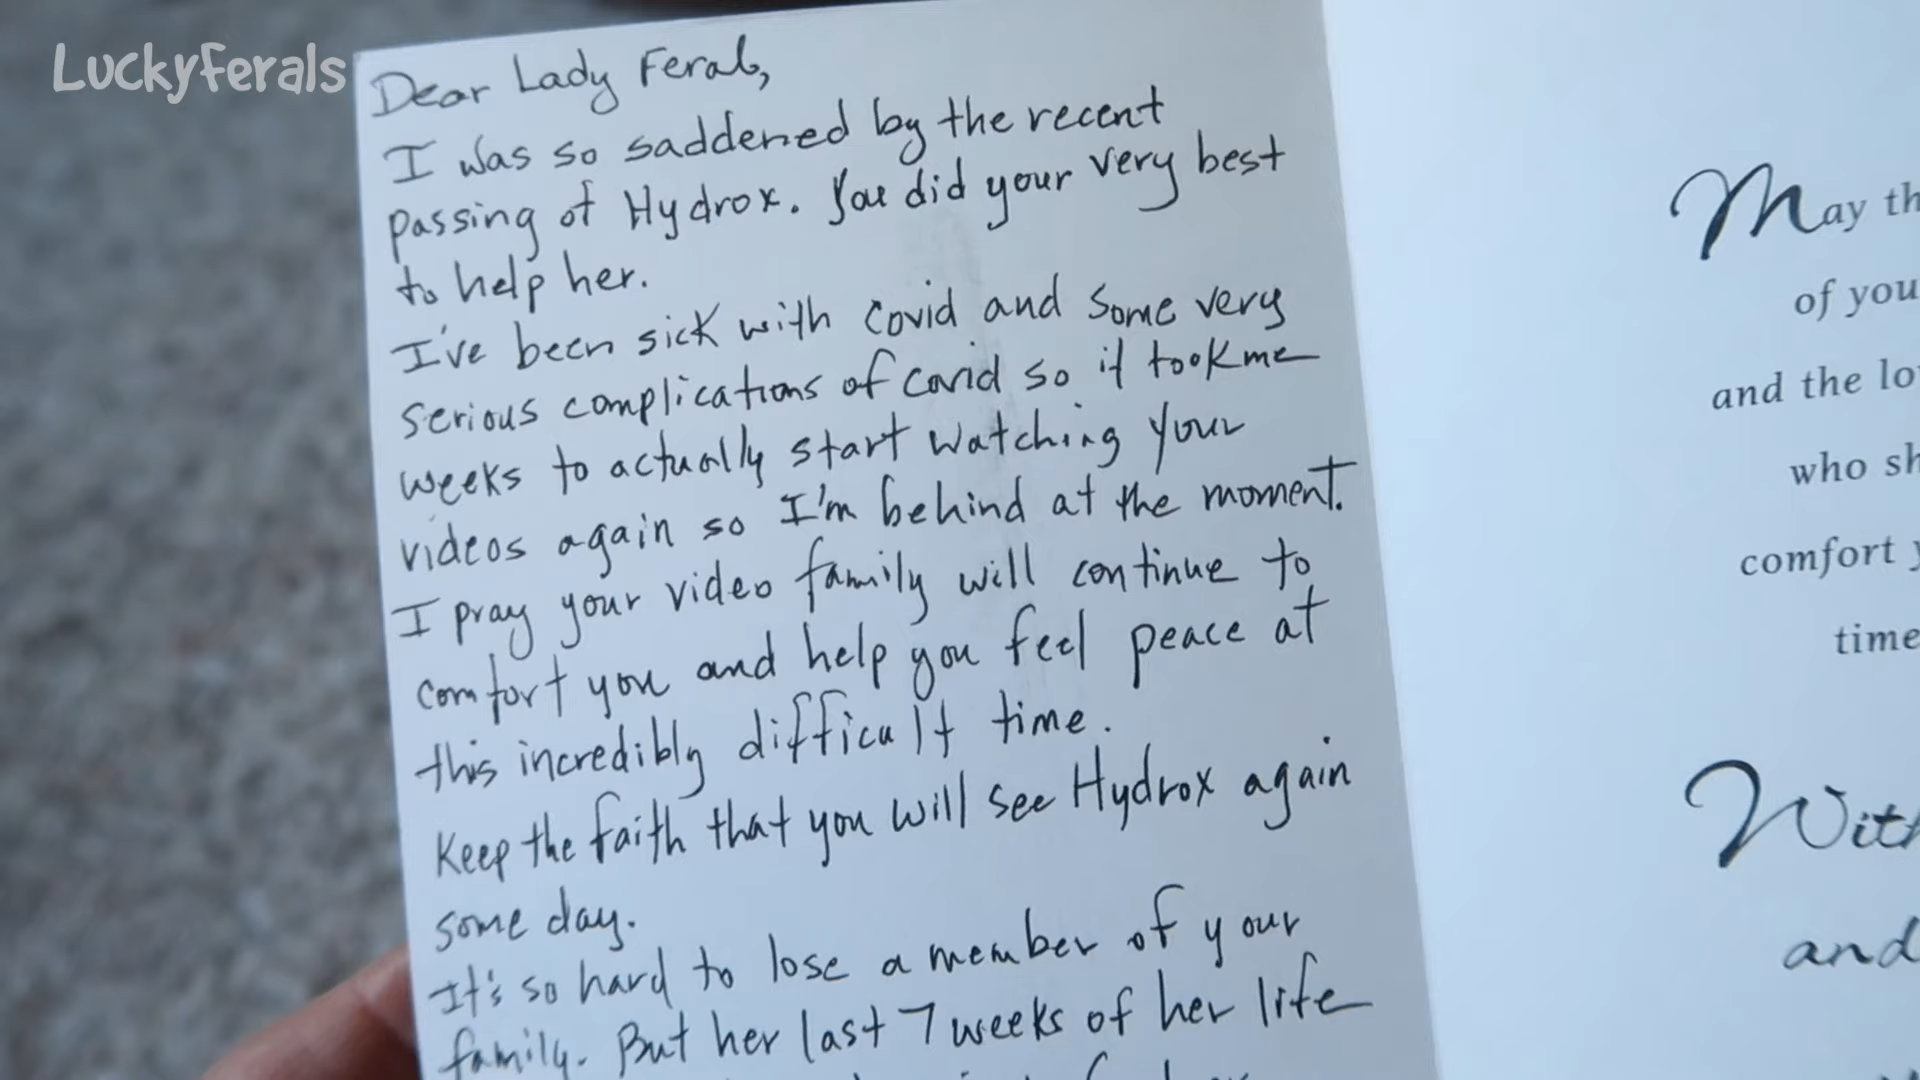 LuckyFerals
Dear Lady Feral,
I was so saddened by the recent
passing of Hydrox. You did your very best
to help her.
I've been sick with covid and some very
serious complications of covid so it took me
weeks to actually start watching your
videos again so I'm behind at the moment.
I pray your video family will continue to
comfort you and help you feel peace at
this incredibly difficult time.
Keep the faith that you will see Hydrox again
some day.
It's so hard to lose a member of your
family. But her last 7 weeks of her life
May th
of you
and the lo
who sh
comfort y
time
With
and